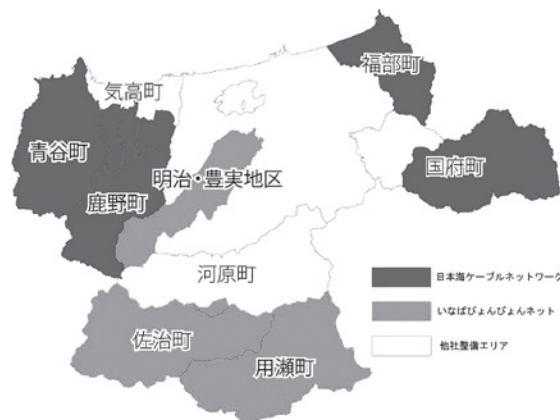 福部町
気高町
青谷町
国府町
明治・豊実地区
鹿野町
河原町
日本海ケーブルネットワーク
いなばぴょんぴょんネット
佐治町
他社整備エリア
用瀬町